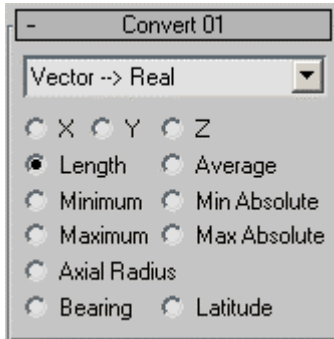 - Convert 01
Vector --> Real
X Y Z
Length Average
Minimum Min Absolute
Maximum Max Absolute
Axial Radius
Bearing Latitude